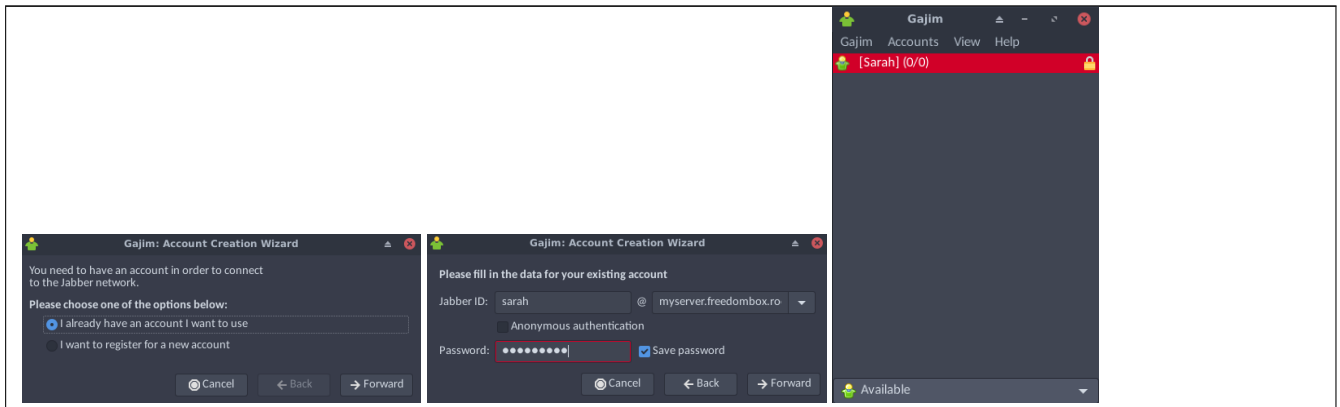 Gajim: Account Creation Wizard
You need to have an account in order to connect
to the Jabber network.
Please choose one of the options below:
I already have an account I want to use
I want to register for a new account
Cancel
Back
Forward
Gajim: Account Creation Wizard
Please fill in the data for your existing account
Jabber ID: sarah @ myserver.freedombox.ro
Anonymous authentication
Password: ●●●●●●●●● Save password
Cancel
Back
Forward
Gajim
Gajim Accounts View Help
[Sarah] (0/0)
Available